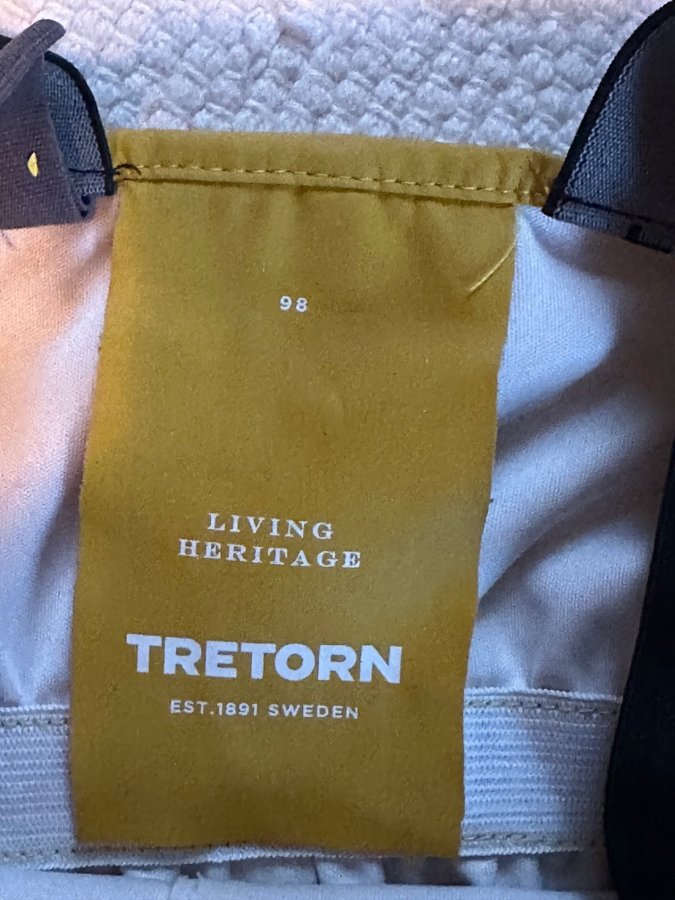 98
LIVING
HERITAGE
TRETORN
EST.1891 SWEDEN